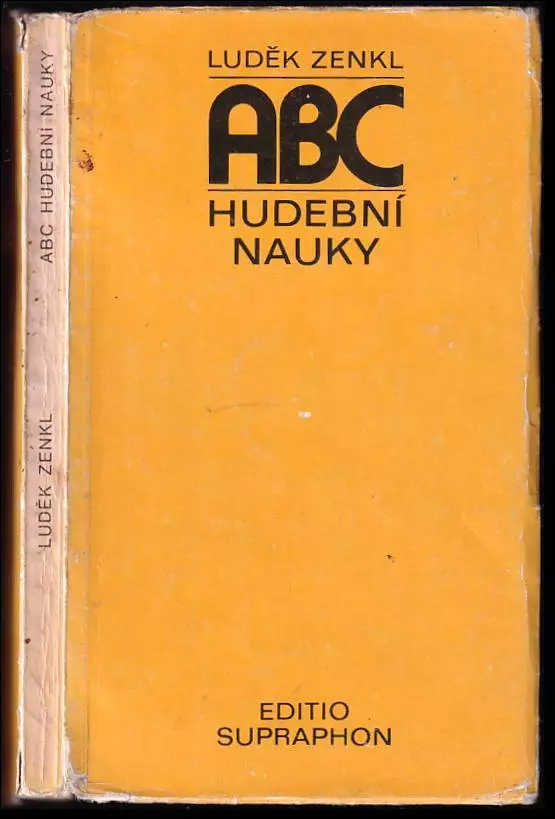 LUDĚK ZENKL
ABC
HUDEBNÍ
NAUKY
EDITIO
SUPRAPHON
LUDĚK ZENKL
ABC HUDEBNÍ NAUKY